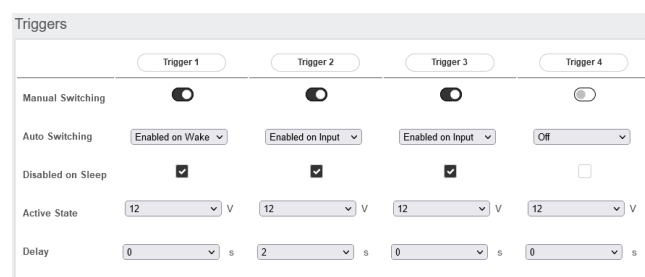 Triggers
Trigger 1 Trigger 2 Trigger 3 Trigger 4
Manual Switching
Auto Switching Enabled on Wake Enabled on Input Enabled on Input Off
Disabled on Sleep
Active State 12 V 12 V 12 V 12 V
Delay 0 s 2 s 0 s 0 s